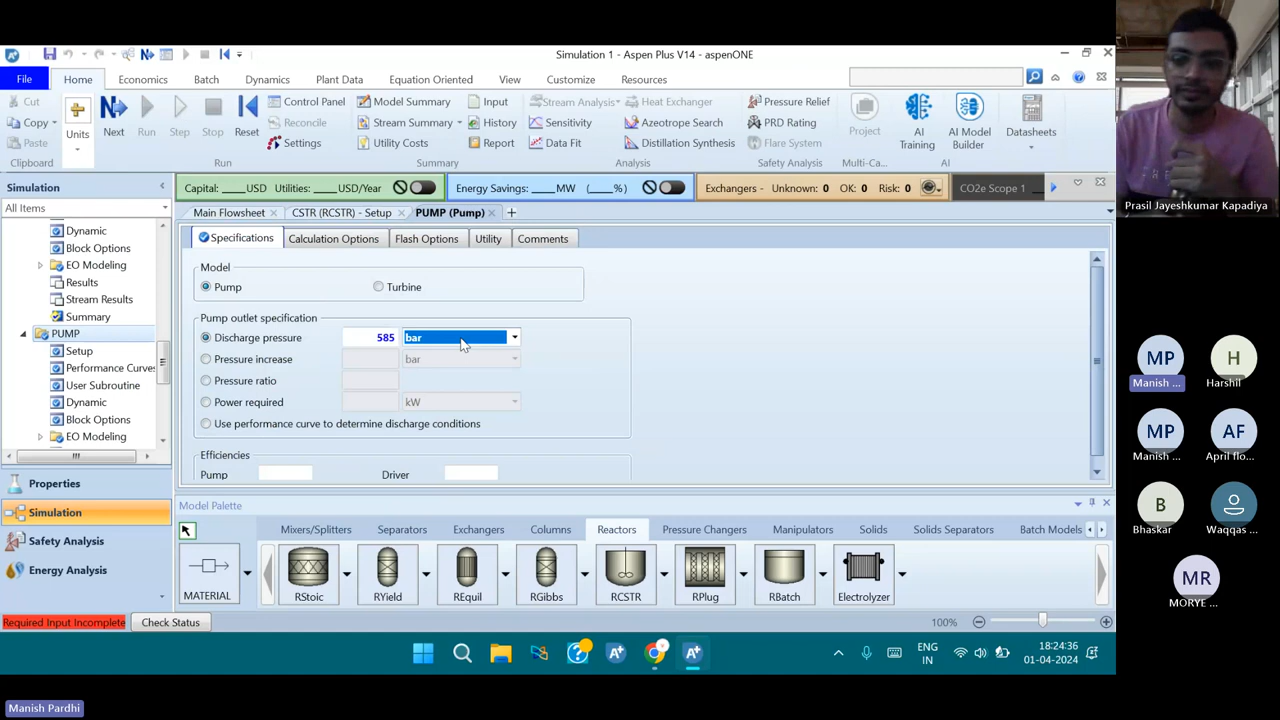 Simulation 1 - Aspen Plus V14 - aspenONE
File
Home
Economics
Batch
Dynamics
Plant Data
Equation Oriented
View
Customize
Resources
Cut
Copy
Paste
Clipboard
Units
Next
Run
Step
Stop
Reset
Control Panel
Reconcile
Settings
Run
Model Summary
Stream Summary
Utility Costs
Input
History
Report
Summary
Stream Analysis
Sensitivity
Data Fit
Heat Exchanger
Azeotrope Search
Distillation Synthesis
Analysis
Pressure Relief
PRD Rating
Flare System
Safety Analysis
Project
Multi-Ca...
AI Training
AI Model Builder
AI
Datasheets
Simulation
Capital: ____USD Utilities: ____USD/Year
Energy Savings: ____MW (____%)
Exchangers - Unknown: 0 OK: 0 Risk: 0
CO2e Scope 1
All Items
Main Flowsheet
CSTR (RCSTR) - Setup
PUMP (Pump)
Dynamic
Block Options
EO Modeling
Results
Stream Results
Summary
PUMP
Setup
Performance Curves
User Subroutine
Dynamic
Block Options
EO Modeling
Specifications
Calculation Options
Flash Options
Utility
Comments
Model
Pump
Turbine
Pump outlet specification
Discharge pressure 585 bar
Pressure increase bar
Pressure ratio
Power required kW
Use performance curve to determine discharge conditions
Efficiencies
Pump Driver
Properties
Simulation
Safety Analysis
Energy Analysis
Model Palette
Mixers/Splitters
Separators
Exchangers
Columns
Reactors
Pressure Changers
Manipulators
Solids
Solids Separators
Batch Models
MATERIAL
RStoic
RYield
REquil
RGibbs
RCSTR
RPlug
RBatch
Electrolyzer
Required Input Incomplete
Check Status
100%
ENG
IN
18:24:36
01-04-2024
Manish Pardhi
Prasil Jayeshkumar Kapadiya
MP
Manish ...
H
Harshil
MP
Manish ...
AF
April flo...
B
Bhaskar
Waqqas ...
MR
MORYE ...